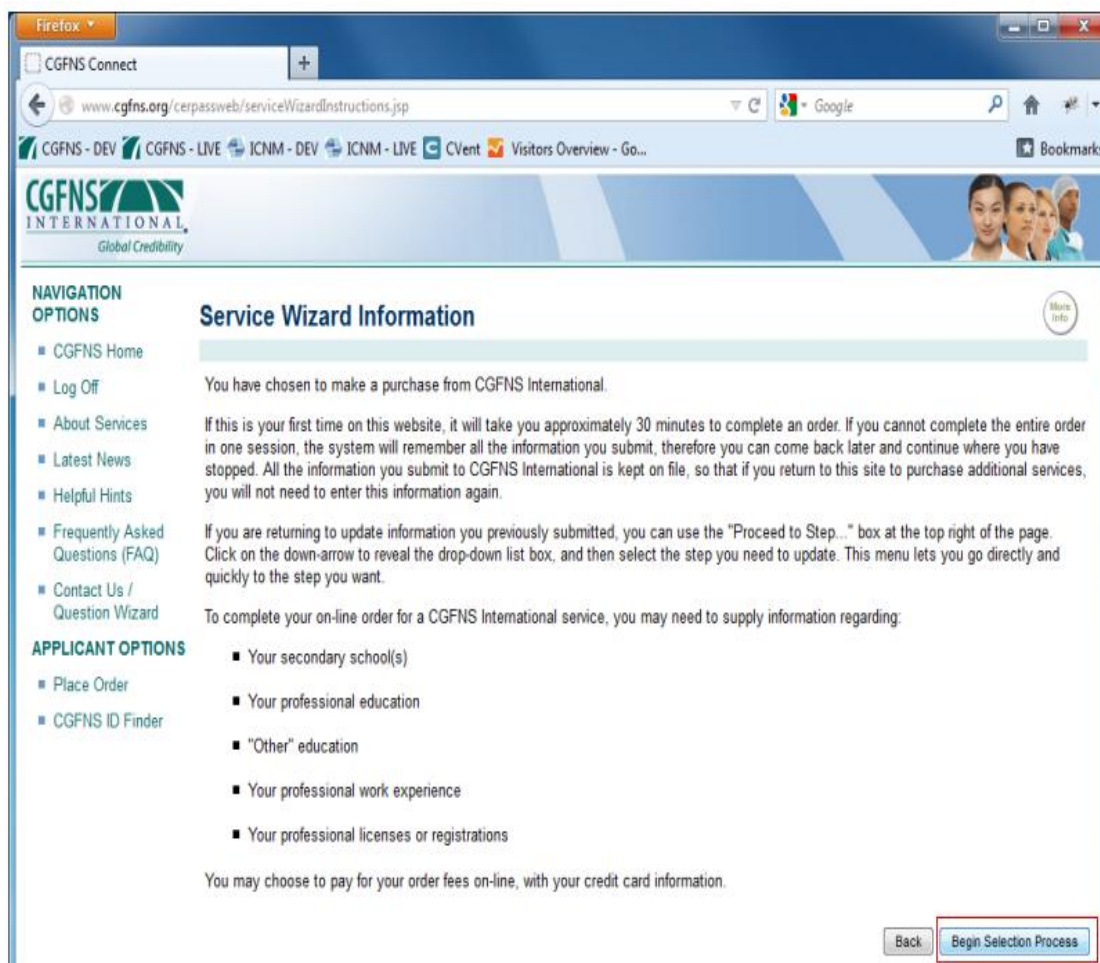 Firefox
CGFNS Connect
+
www.cgfns.org/cerpassweb/serviceWizardInstructions.jsp
Google
CGFNS - DEV CGFNS - LIVE ICNM - DEV ICNM - LIVE CVent Visitors Overview - Go...
Bookmarks
CGFNS
INTERNATIONAL
Global Credibility
NAVIGATION
OPTIONS
CGFNS Home
Log Off
About Services
Latest News
Helpful Hints
Frequently Asked
Questions (FAQ)
Contact Us /
Question Wizard
APPLICANT OPTIONS
Place Order
CGFNS ID Finder
Service Wizard Information
More
Info
You have chosen to make a purchase from CGFNS International.
If this is your first time on this website, it will take you approximately 30 minutes to complete an order. If you cannot complete the entire order
in one session, the system will remember all the information you submit, therefore you can come back later and continue where you have
stopped. All the information you submit to CGFNS International is kept on file, so that if you return to this site to purchase additional services,
you will not need to enter this information again.
If you are returning to update information you previously submitted, you can use the "Proceed to Step..." box at the top right of the page.
Click on the down-arrow to reveal the drop-down list box, and then select the step you need to update. This menu lets you go directly and
quickly to the step you want.
To complete your on-line order for a CGFNS International service, you may need to supply information regarding:
Your secondary school(s)
Your professional education
"Other" education
Your professional work experience
Your professional licenses or registrations
You may choose to pay for your order fees on-line, with your credit card information.
Back
Begin Selection Process